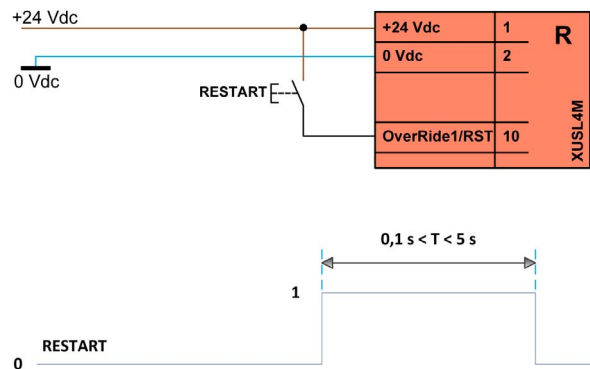 +24 Vdc
+24 Vdc 1 R
0 Vdc 2
0 Vdc
RESTART
OverRide1/RST 10
XUSL4M
0,1 s < T < 5 s
1
RESTART
0